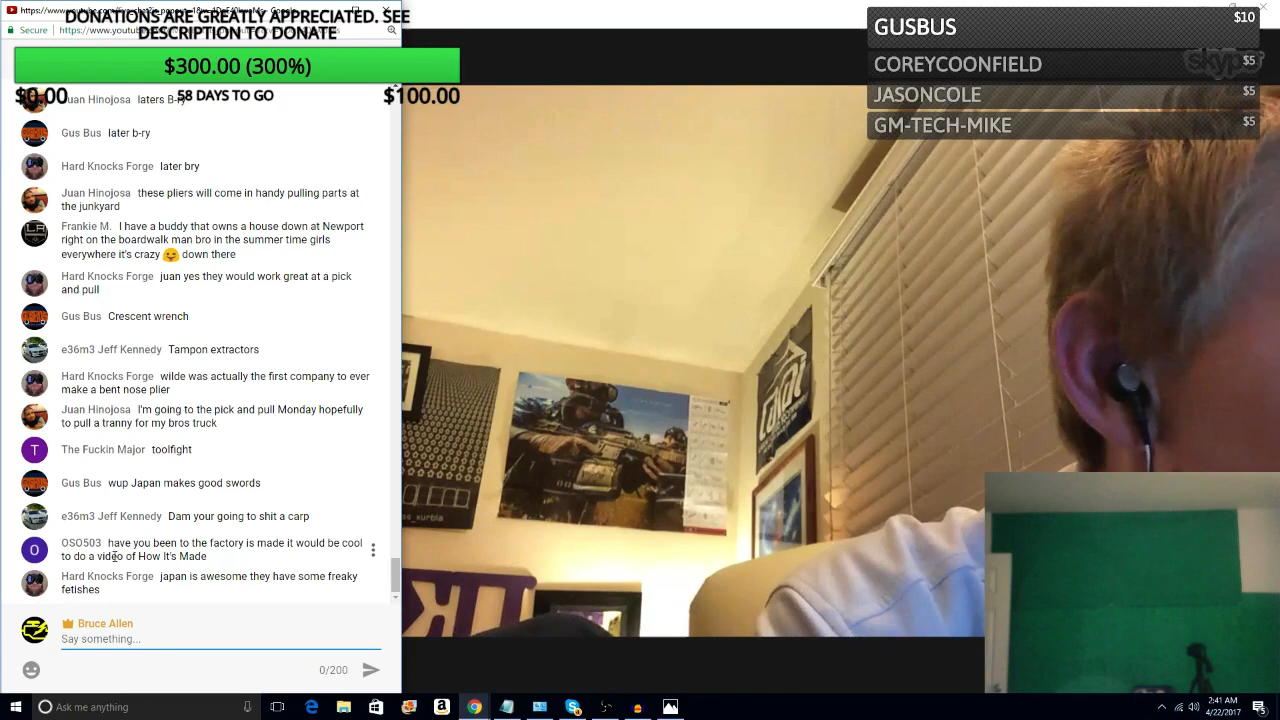 DONATIONS ARE GREATLY APPRECIATED. SEE
DESCRIPTION TO DONATE
Secure
$300.00 (300%)
$0.00
58 DAYS TO GO
$100.00
GUSBUS $10
COREYCOONFIELD $5
JASONCOLE $5
GM-TECH-MIKE $5
skype
Juan Hinojosa laters B-ry
Gus Bus later b-ry
Hard Knocks Forge later bry
Juan Hinojosa these pliers will come in handy pulling parts at
the junkyard
Frankie M. I have a buddy that owns a house down at Newport
right on the boardwalk man bro in the summer time girls
everywhere it's crazy 😜 down there
Hard Knocks Forge juan yes they would work great at a pick
and pull
Gus Bus Crescent wrench
e36m3 Jeff Kennedy Tampon extractors
Hard Knocks Forge wilde was actually the first company to ever
make a bent nose plier
Juan Hinojosa I'm going to the pick and pull Monday hopefully
to pull a tranny for my bros truck
T The Fuckin Major toolfight
Gus Bus wup Japan makes good swords
e36m3 Jeff Kennedy Dam your going to shit a carp
O OSO503 have you been to the factory is made it would be cool
to do a video of How It's Made
Hard Knocks Forge japan is awesome they have some freaky
fetishes
Bruce Allen
Say something...
0/200
Ask me anything
2:41 AM
4/22/2017